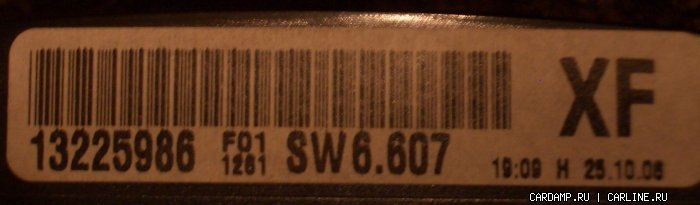 XF
13225986 F01 1261 SW6.607 19:09 H 25.10.06
CARDAMP.RU | CARLINE.RU